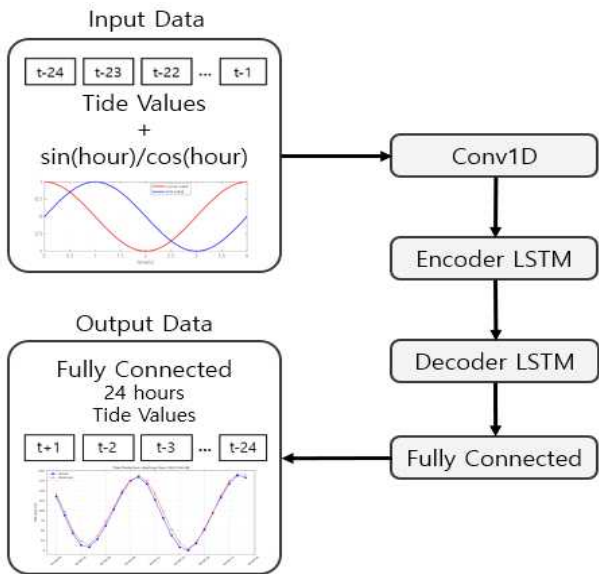 Input Data
t-24 t-23 t-22 ... t-1
Tide Values
+
sin(hour)/cos(hour)
Conv1D
Encoder LSTM
Decoder LSTM
Fully Connected
Output Data
Fully Connected
24 hours
Tide Values
t+1 t-2 t-3 ... t-24